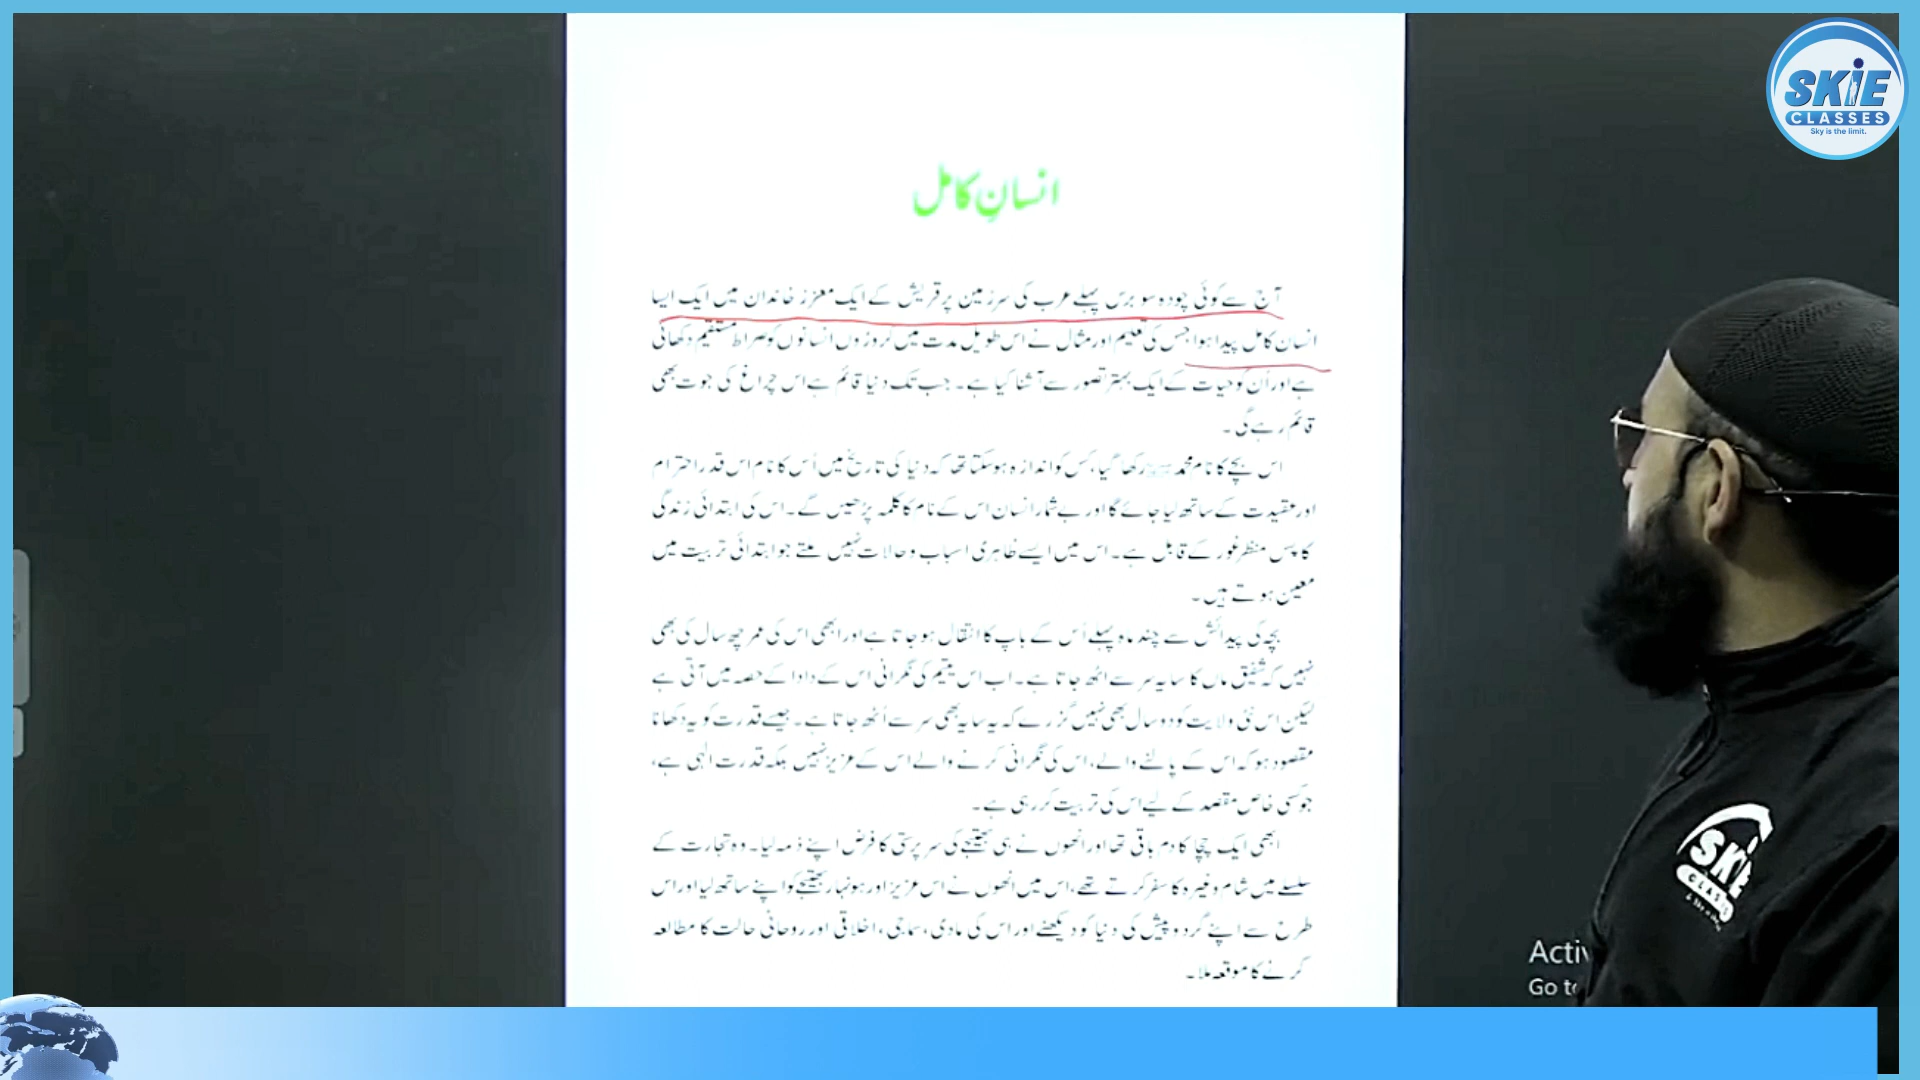 SKiE
CLASSES
Sky is the limit.
انسانِ کامل
آج سے کوئی چودہ سو برس پہلے عرب کی سرزمین پر قریش کے ایک معزز خاندان میں ایک ایسا
انسان کامل پیدا ہوا جس کی تعلیم اور مثال نے اس طویل مدت میں کروڑوں انسانوں کو صراط مستقیم دکھائی
ہے اور اُن کو حیات کے ایک بہتر تصور سے آشنا کیا ہے۔ جب تک دنیا قائم ہے اس چراغ کی جوت بھی
قائم رہے گی۔
اس بچے کا نام محمد رکھا گیا، کس کو اندازہ ہوسکتا تھا کہ دنیا کی تاریخ میں اُس کا نام اس قدر احترام
اور عقیدت کے ساتھ لیا جائے گا اور بے شمار انسان اس کے نام کا کلمہ پڑھیں گے۔ اس کی ابتدائی زندگی
کا پس منظر غور کے قابل ہے۔ اس میں ایسے ظاہری اسباب و حالات نہیں ملتے جو ابتدائی تربیت میں
معین ہوتے ہیں۔
بچہ کی پیدائش سے چند ماہ پہلے اُس کے باپ کا انتقال ہو جاتا ہے اور ابھی اس کی عمر چھ سال کی بھی
نہیں کہ شفیق ماں کا سایہ سر سے اٹھ جاتا ہے۔ اب اس یتیم کی نگرانی اس کے دادا کے حصہ میں آتی ہے
لیکن اس نئی ولایت کو دو سال بھی نہیں گزرے کہ یہ سایہ بھی سر سے اُٹھ جاتا ہے۔ جیسے قدرت کو یہ دکھانا
مقصود ہو کہ اس کے پالنے والے، اس کی نگرانی کرنے والے اس کے عزیز نہیں بلکہ قدرت الٰہی ہے،
جو کسی خاص مقصد کے لیے اس کی تربیت کر رہی ہے۔
ابھی ایک چچا کا دم باقی تھا اور انھوں نے ہی بھتیجے کی سرپرستی کا فرض اپنے ذمہ لیا۔ وہ تجارت کے
سلسلے میں شام وغیرہ کا سفر کرتے تھے، اس میں انھوں نے اس عزیز اور ہونہار بھتیجے کو اپنے ساتھ لیا اور اس
طرح سے اپنے گرد و پیش کی دنیا کو دیکھنے اور اس کی مادی، سماجی، اخلاقی اور روحانی حالت کا مطالعہ
کرنے کا موقعہ ملا۔
SKiE
CLASSES
Activ
Go to